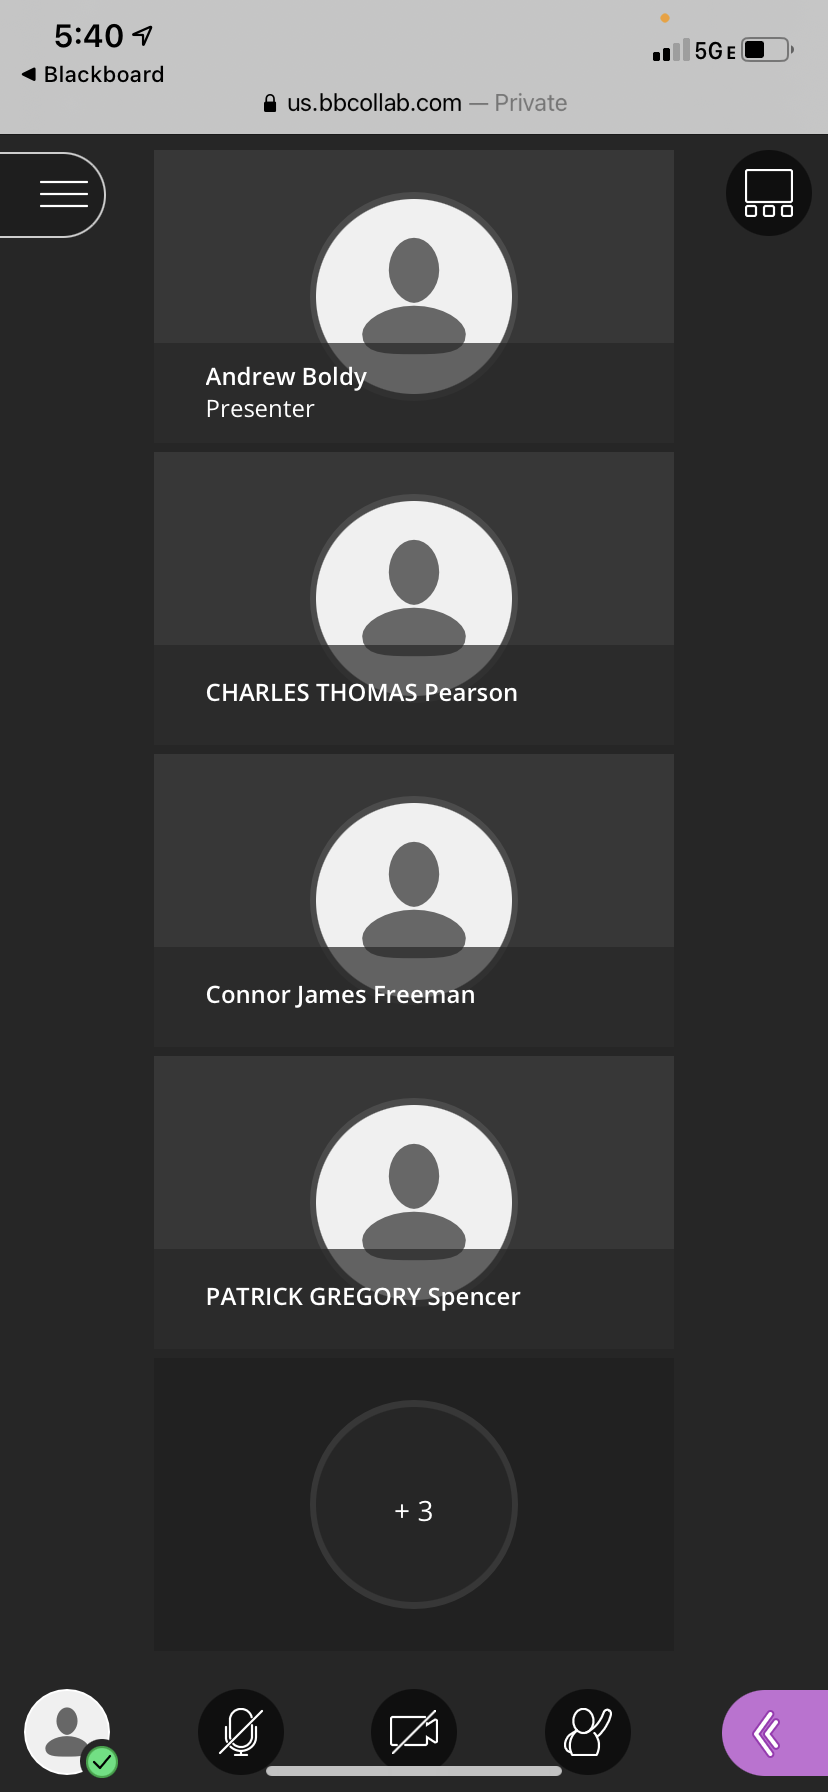 5:40
5G E
Blackboard
us.bbcollab.com — Private
Andrew Boldy
Presenter
CHARLES THOMAS Pearson
Connor James Freeman
PATRICK GREGORY Spencer
+ 3